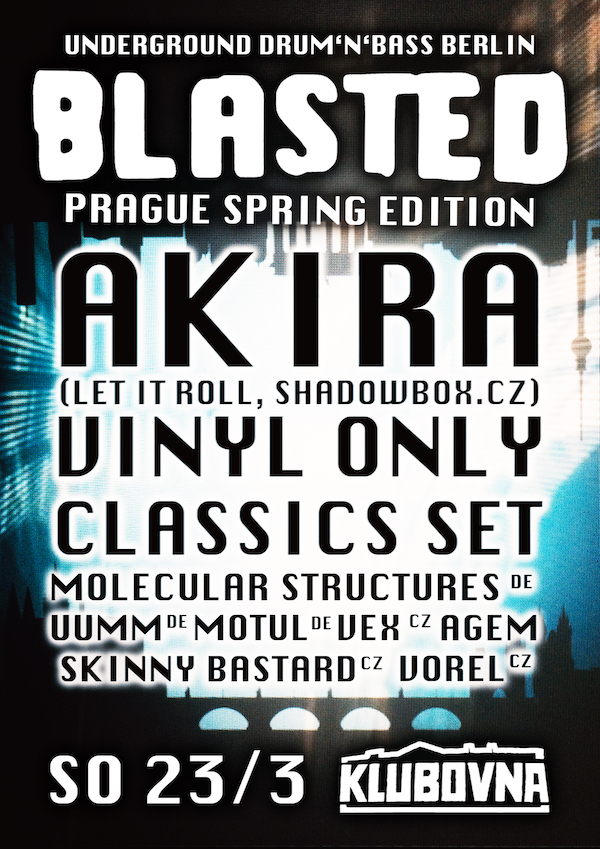 UNDERGROUND DRUM‘N‘BASS BERLIN
BLASTED
PRAGUE SPRING EDITION
AKIRA
(LET IT ROLL, SHADOWBOX.CZ)
VINYL ONLY
CLASSICS SET
MOLECULAR STRUCTURES DE
UUMM DE MOTUL DE VEX CZ AGEM
SKINNY BASTARD CZ VOREL CZ
SO 23/3 KLUBOVNA